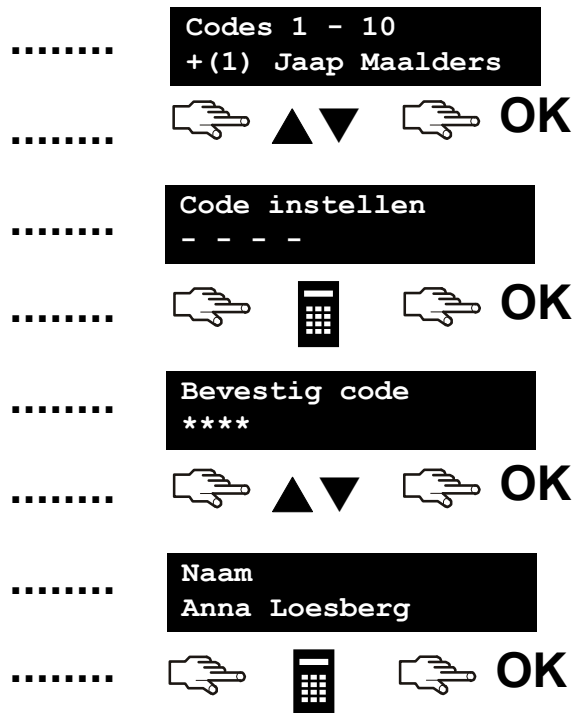 ........ Codes 1 - 10
+(1) Jaap Maalders
........ OK
........ Code instellen
- - - -
........ OK
........ Bevestig code
****
........ OK
........ Naam
Anna Loesberg
........ OK